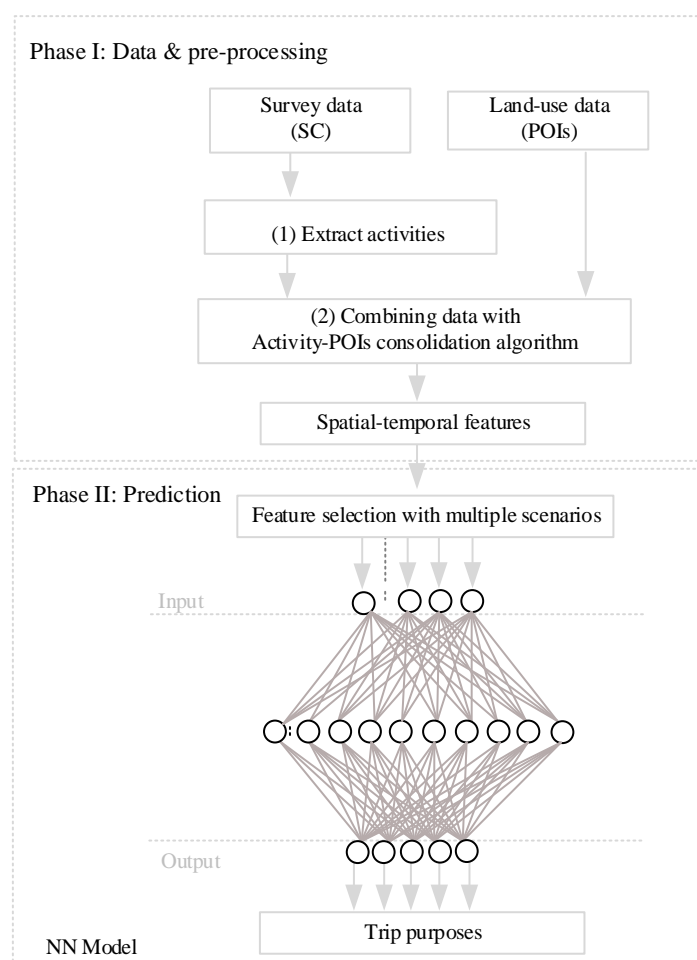 Phase I: Data & pre-processing
Survey data
(SC)
Land-use data
(POIs)
(1) Extract activities
(2) Combining data with
Activity-POIs consolidation algorithm
Spatial-temporal features
Phase II: Prediction
Feature selection with multiple scenarios
Input
Output
Trip purposes
NN Model